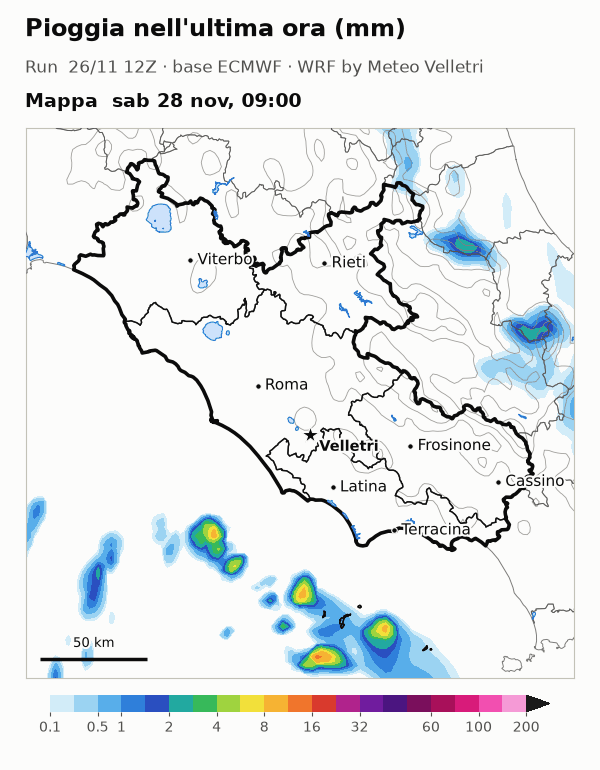 Pioggia nell'ultima ora (mm)
Run  26/11 12Z · base ECMWF · WRF by Meteo Velletri
Mappa  sab 28 nov, 09:00
Viterbo
Rieti
Roma
Velletri
Frosinone
Latina
Cassino
Terracina
50 km
0.1 0.5 1 2 4 8 16 32 60 100 200